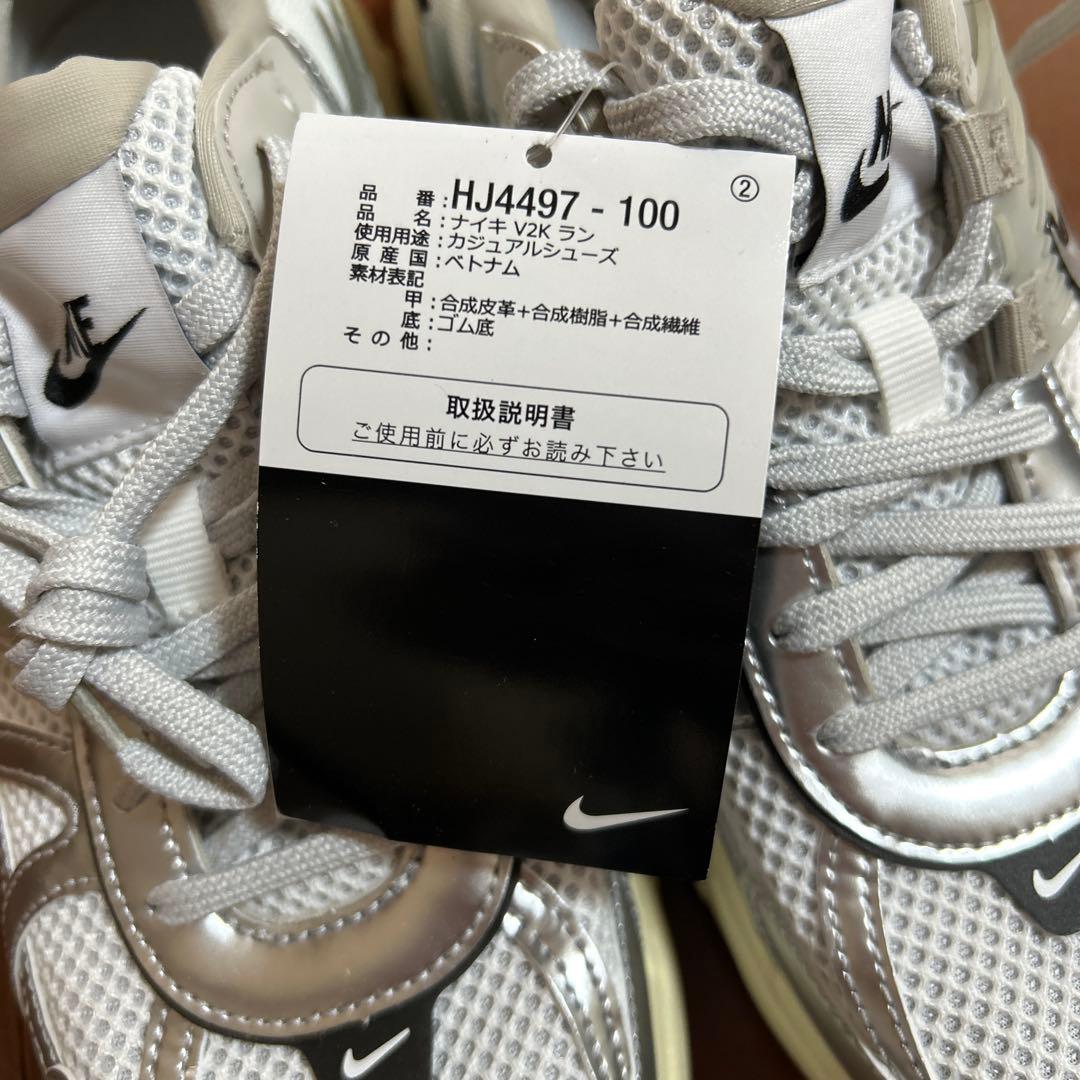 ②
品 番：HJ4497 - 100
品 名：ナイキ V2K ラン
使用用途：カジュアルシューズ
原 産 国：ベトナム
素材表記
甲：合成皮革+合成樹脂+合成繊維
底：ゴム底
そ の 他：
取扱説明書
ご使用前に必ずお読み下さい